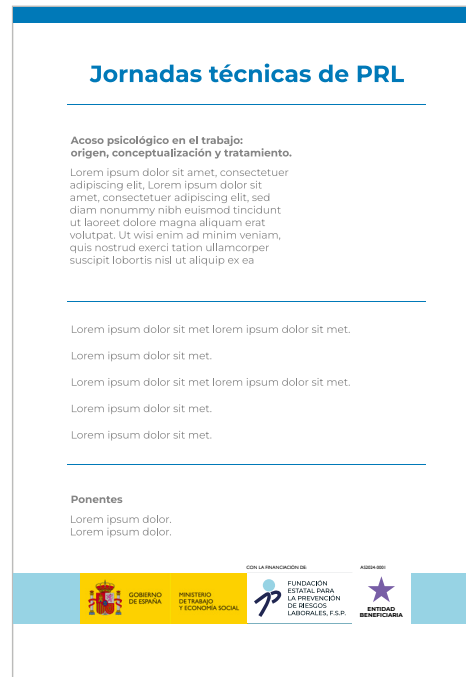 Jornadas técnicas de PRL
Acoso psicológico en el trabajo:
origen, conceptualización y tratamiento.
Lorem ipsum dolor sit amet, consectetuer
adipiscing elit, Lorem ipsum dolor sit
amet, consectetuer adipiscing elit, sed
diam nonummy nibh euismod tincidunt
ut laoreet dolore magna aliquam erat
volutpat. Ut wisi enim ad minim veniam,
quis nostrud exerci tation ullamcorper
suscipit lobortis nisl ut aliquip ex ea
Lorem ipsum dolor sit met lorem ipsum dolor sit met.
Lorem ipsum dolor sit met.
Lorem ipsum dolor sit met lorem ipsum dolor sit met.
Lorem ipsum dolor sit met.
Lorem ipsum dolor sit met.
Ponentes
Lorem ipsum dolor.
Lorem ipsum dolor.
CON LA FINANCIACIÓN DE:
AS2024-0001
GOBIERNO
DE ESPAÑA
MINISTERIO
DE TRABAJO
Y ECONOMÍA SOCIAL
FUNDACIÓN
ESTATAL PARA
LA PREVENCIÓN
DE RIESGOS
LABORALES, F.S.P.
ENTIDAD
BENEFICIARIA